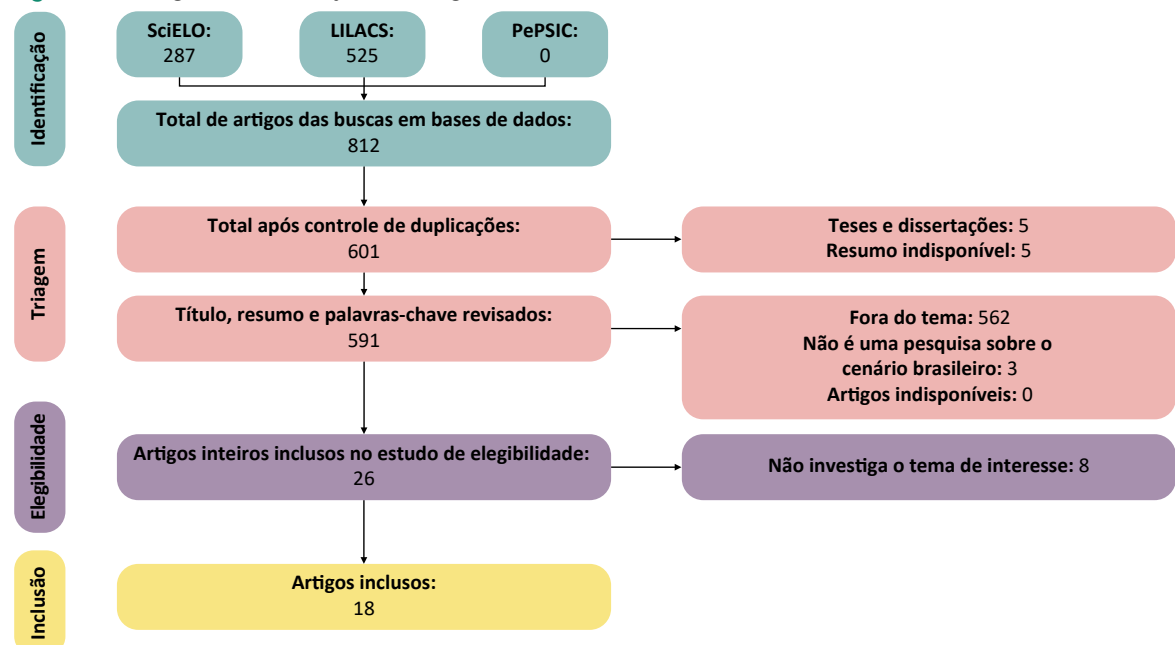 Identificação
SciELO:
287
LILACS:
525
PePSIC:
0
Total de artigos das buscas em bases de dados:
812
Triagem
Total após controle de duplicações:
601
Teses e dissertações: 5
Resumo indisponível: 5
Título, resumo e palavras-chave revisados:
591
Fora do tema: 562
Não é uma pesquisa sobre o
cenário brasileiro: 3
Artigos indisponíveis: 0
Elegibilidade
Artigos inteiros inclusos no estudo de elegibilidade:
26
Não investiga o tema de interesse: 8
Inclusão
Artigos inclusos:
18